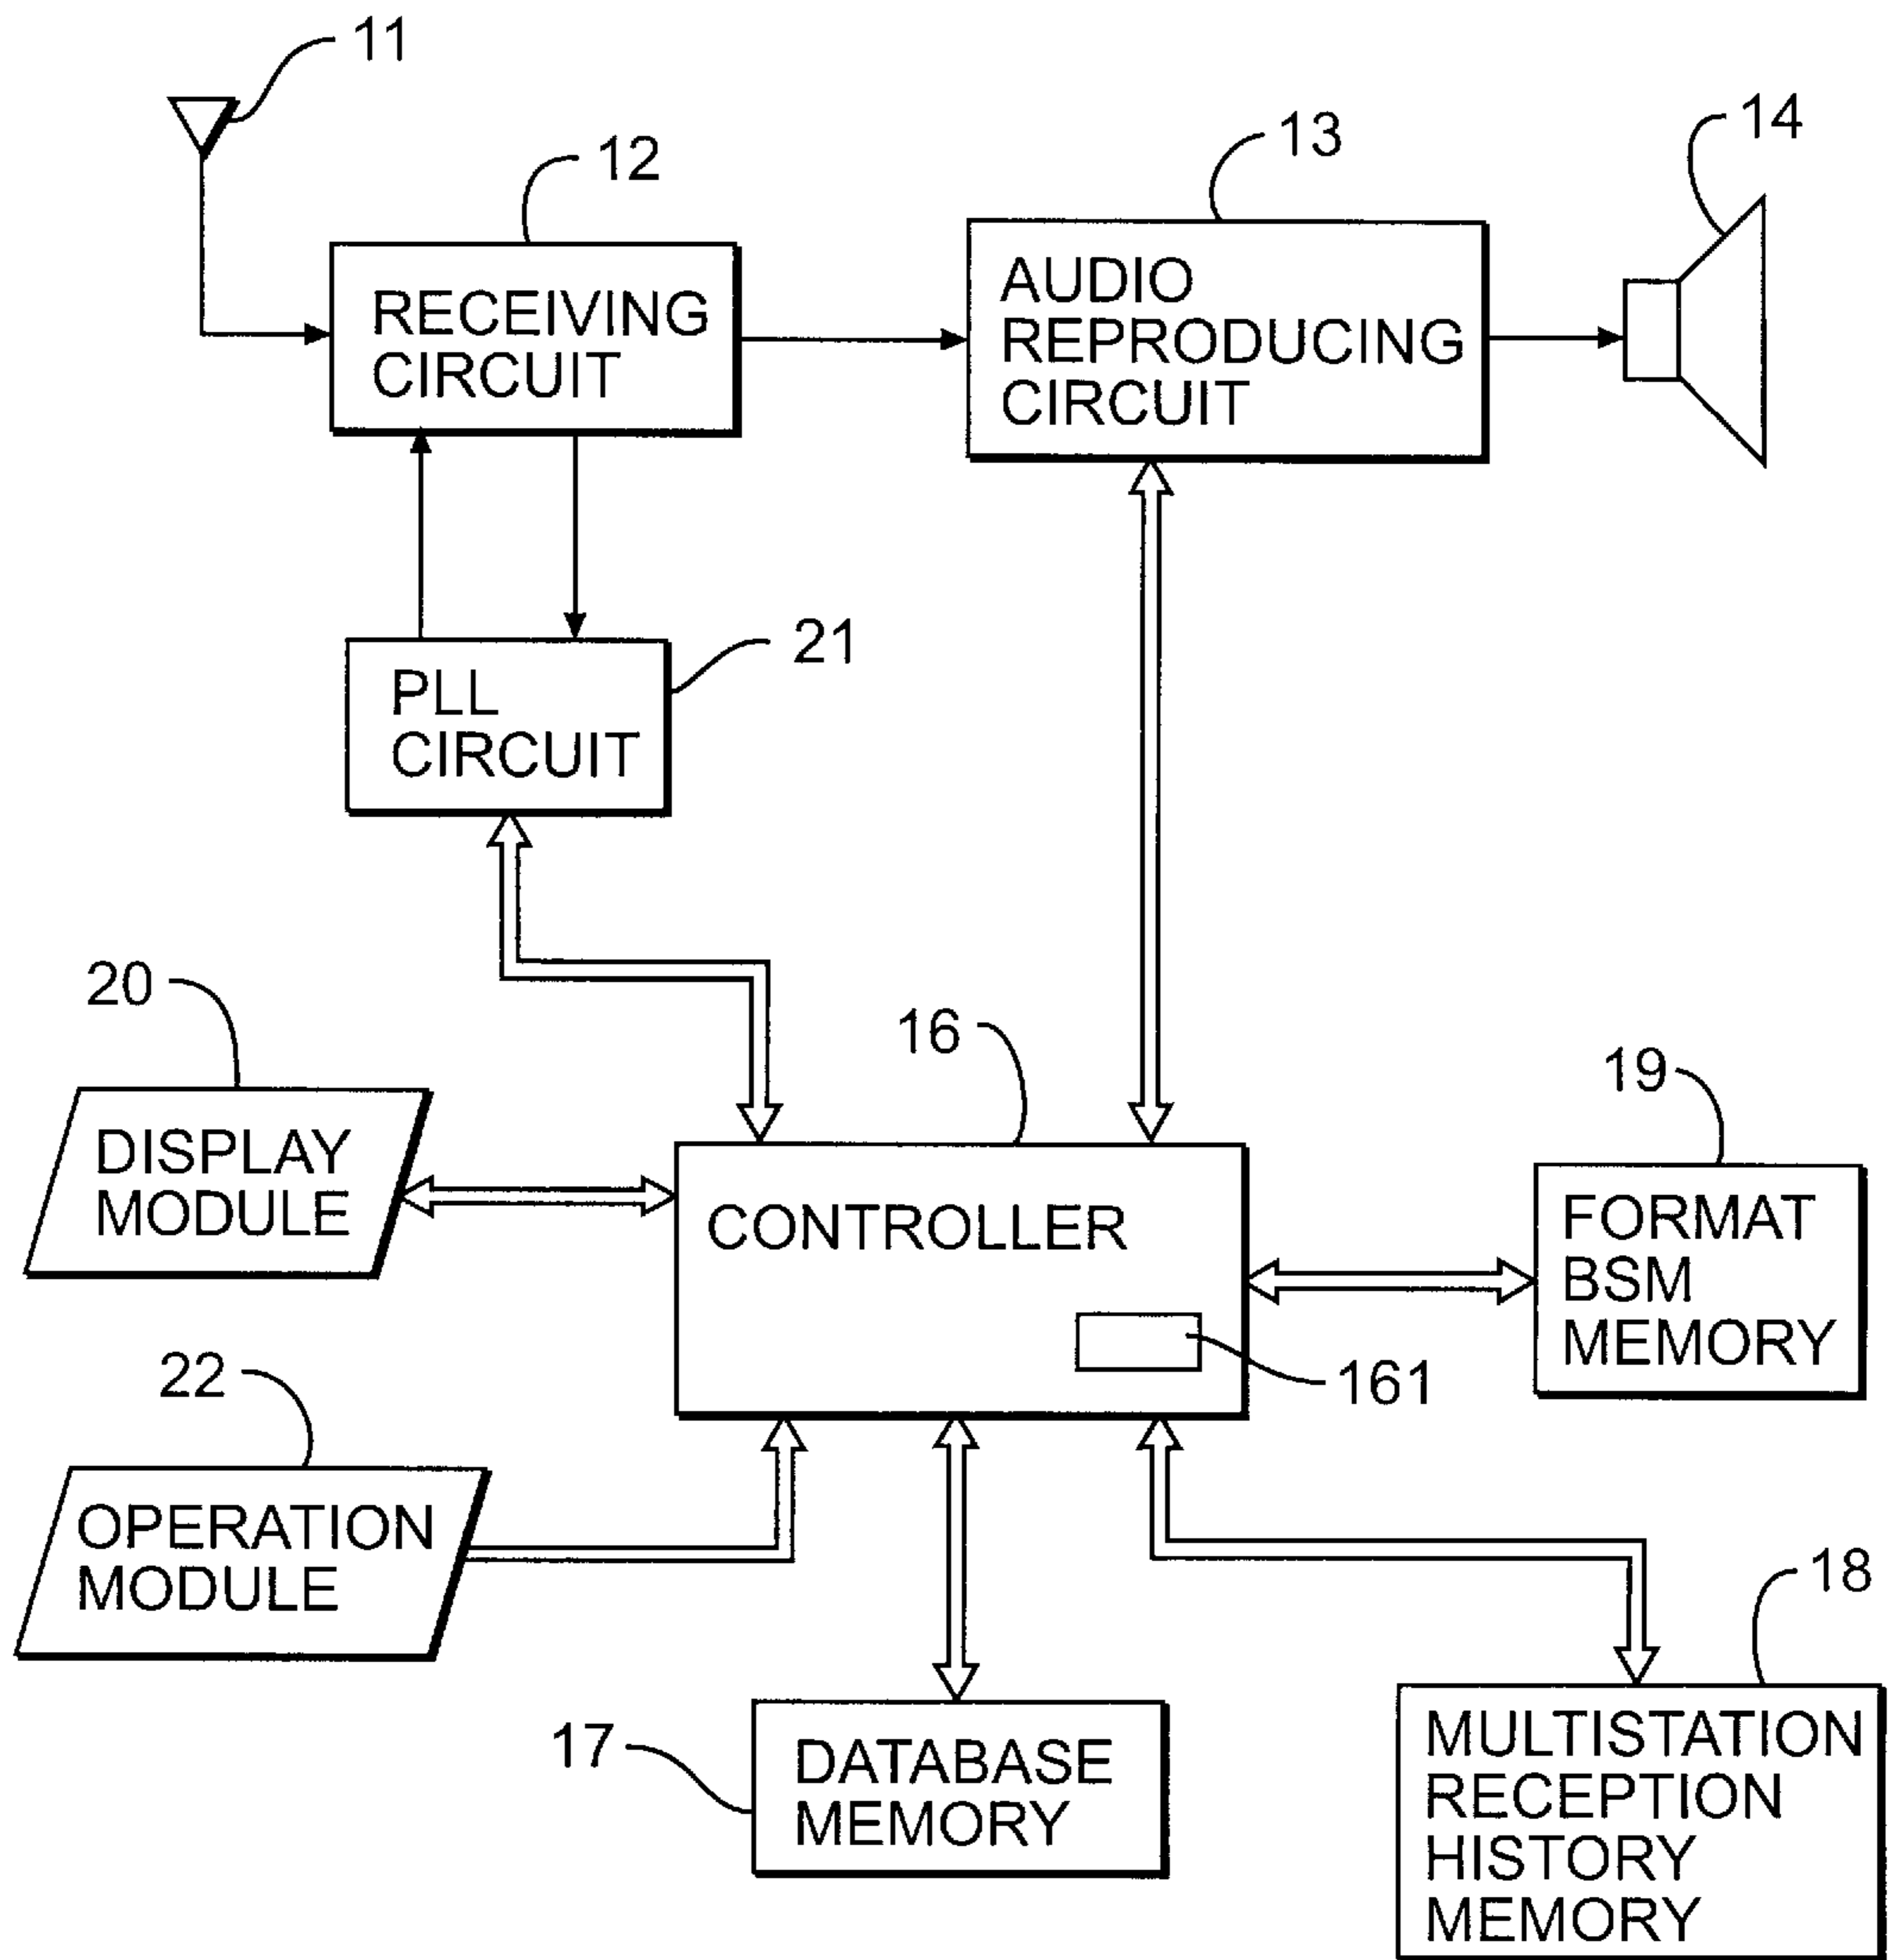 11
12
13
14
RECEIVING
CIRCUIT
AUDIO
REPRODUCING
CIRCUIT
21
PLL
CIRCUIT
20
16
19
DISPLAY
MODULE
CONTROLLER
FORMAT
BSM
MEMORY
161
22
OPERATION
MODULE
18
17
DATABASE
MEMORY
MULTISTATION
RECEPTION
HISTORY
MEMORY